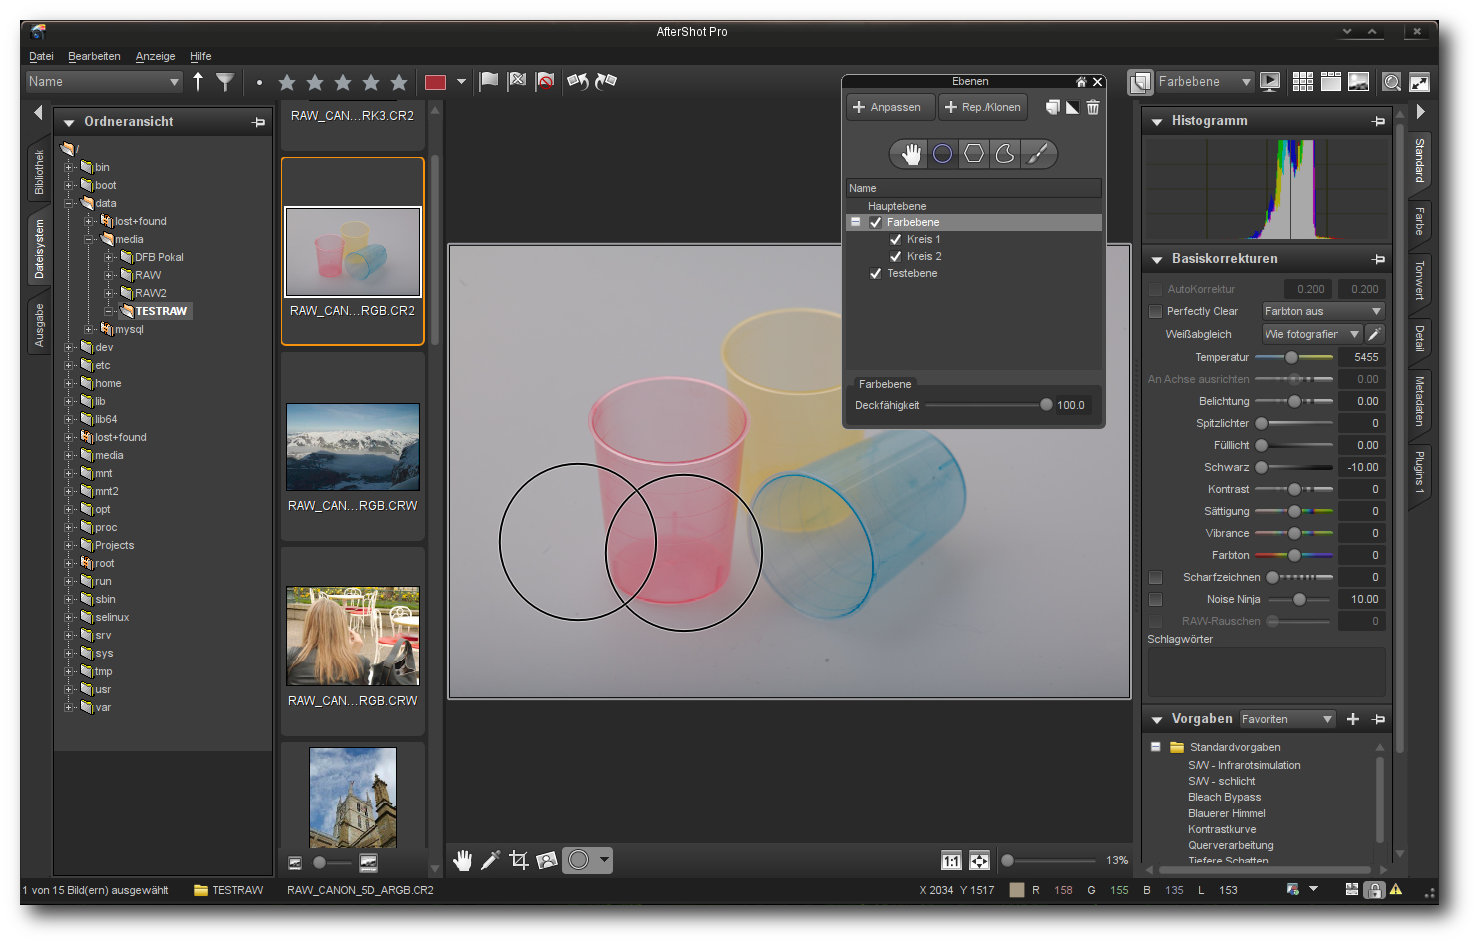 AfterShot Pro
Datei Bearbeiten Anzeige Hilfe
Name
Farbebene
Bibliothek
Dateisystem
Ausgabe
Ordneransicht
/
bin
boot
data
lost+found
media
DFB Pokal
RAW
RAW2
TESTRAW
mysql
dev
etc
home
lib
lib64
lost+found
media
mnt
mnt2
opt
proc
Projects
root
run
sbin
selinux
srv
sys
tmp
usr
var
RAW_CAN...RK3.CR2
RAW_CAN...RGB.CR2
RAW_CAN...RGB.CRW
RAW_CAN...RGB.CRW
Ebenen
Anpassen
Rep./Klonen
Name
Hauptebene
Farbebene
Kreis 1
Kreis 2
Testebene
Farbebene
Deckfähigkeit 100.0
1:1
13%
Histogramm
Basiskorrekturen
AutoKorrektur 0.200 0.200
Perfectly Clear Farbton aus
Weißabgleich Wie fotografier
Temperatur 5455
An Achse ausrichten 0.00
Belichtung 0.00
Spitzlichter 0
Fülllicht 0.00
Schwarz -10.00
Kontrast 0
Sättigung 0
Vibrance 0
Farbton 0
Scharfzeichnen 0
Noise Ninja 10.00
RAW-Rauschen 0
Schlagwörter
Vorgaben Favoriten
Standardvorgaben
S/W - Infrarotsimulation
S/W - schlicht
Bleach Bypass
Blauerer Himmel
Kontrastkurve
Querverarbeitung
Tiefere Schatten
Standard
Farbe
Tonwert
Detail
Metadaten
Plugins 1
1 von 15 Bild(ern) ausgewählt TESTRAW RAW_CANON_5D_ARGB.CR2 X 2034 Y 1517 R 158 G 155 B 135 L 153